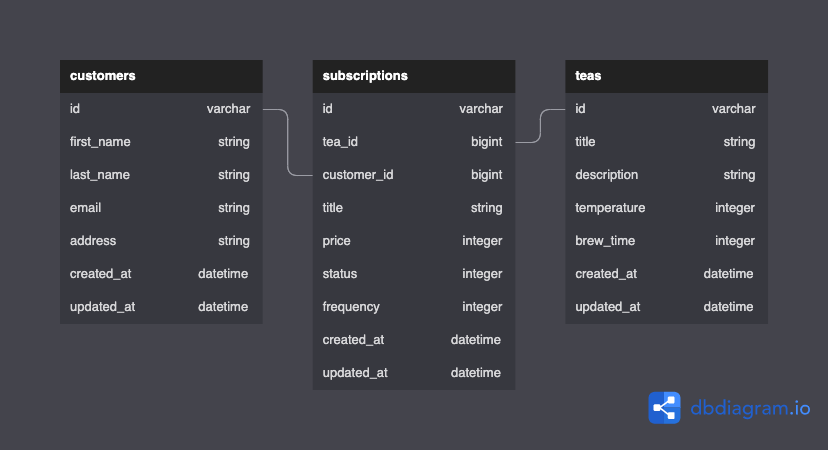 customers
id varchar
first_name string
last_name string
email string
address string
created_at datetime
updated_at datetime
subscriptions
id varchar
tea_id bigint
customer_id bigint
title string
price integer
status integer
frequency integer
created_at datetime
updated_at datetime
teas
id varchar
title string
description string
temperature integer
brew_time integer
created_at datetime
updated_at datetime
dbdiagram.io